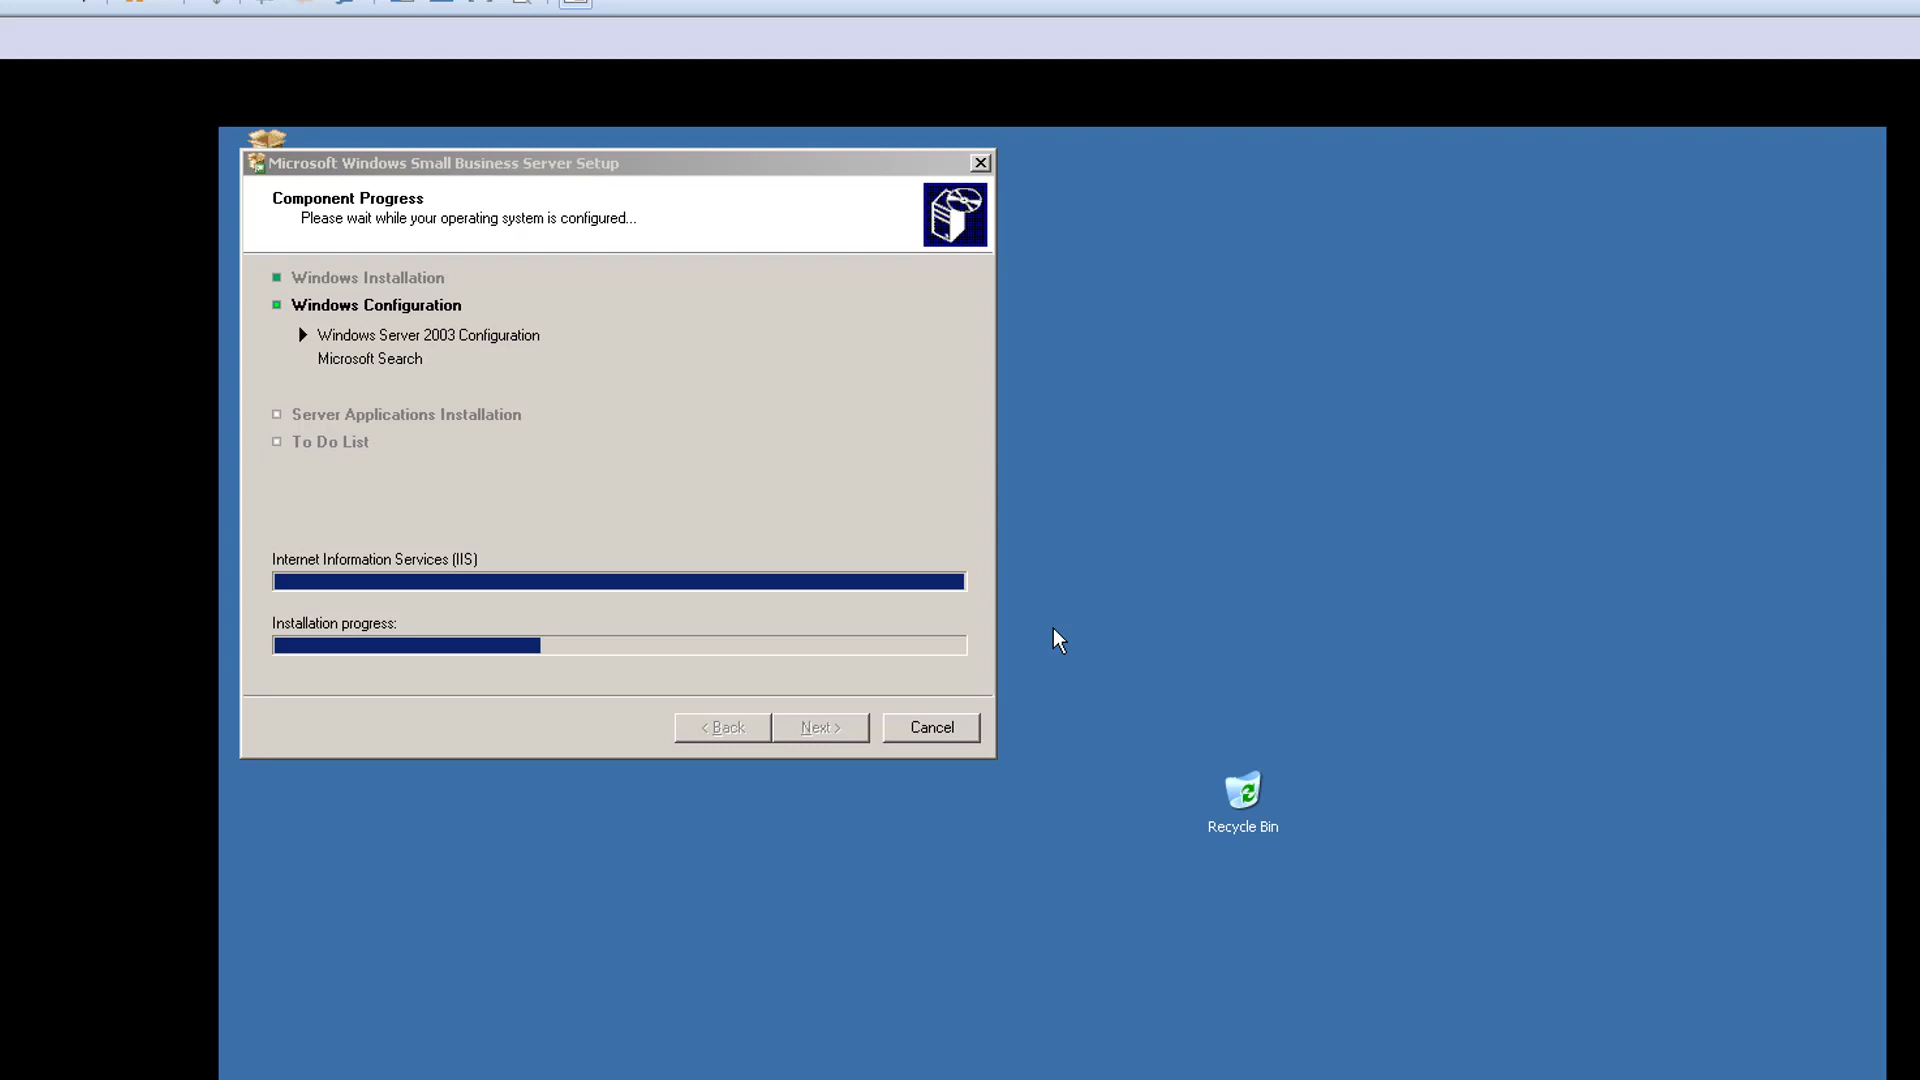 Microsoft Windows Small Business Server Setup
Component Progress
Please wait while your operating system is configured...
Windows Installation
Windows Configuration
Windows Server 2003 Configuration
Microsoft Search
Server Applications Installation
To Do List
Internet Information Services (IIS)
Installation progress:
< Back
Next >
Cancel
Recycle Bin